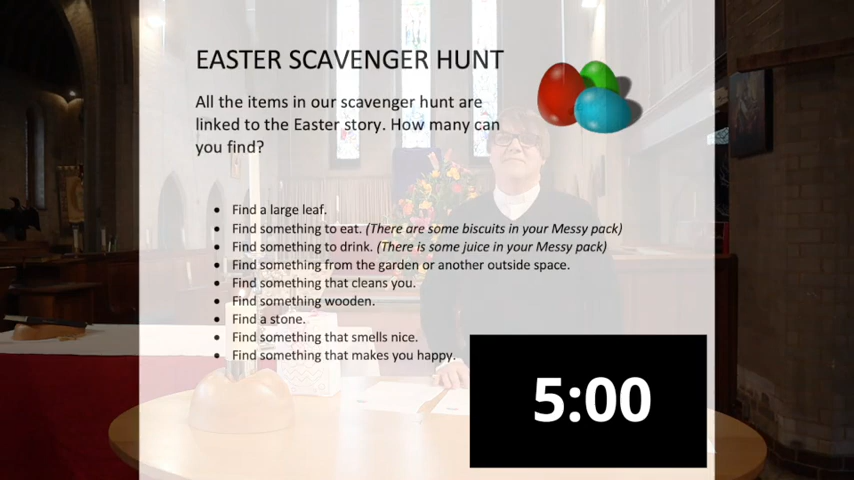 EASTER SCAVENGER HUNT
All the items in our scavenger hunt are
linked to the Easter story. How many can
you find?
• Find a large leaf.
• Find something to eat. (There are some biscuits in your Messy pack)
• Find something to drink. (There is some juice in your Messy pack)
• Find something from the garden or another outside space.
• Find something that cleans you.
• Find something wooden.
• Find a stone.
• Find something that smells nice.
• Find something that makes you happy.
5:00